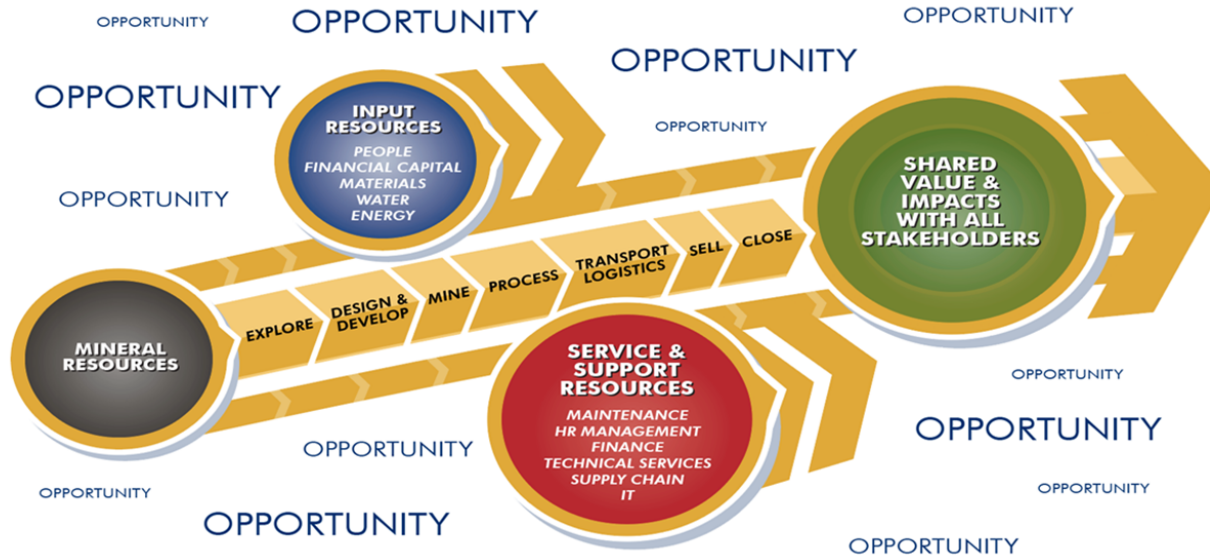 OPPORTUNITY
OPPORTUNITY
OPPORTUNITY
OPPORTUNITY
OPPORTUNITY
OPPORTUNITY
OPPORTUNITY
OPPORTUNITY
INPUT
RESOURCES
PEOPLE
FINANCIAL CAPITAL
MATERIALS
WATER
ENERGY
MINERAL
RESOURCES
EXPLORE
DESIGN &
DEVELOP
MINE
PROCESS
TRANSPORT
LOGISTICS
SELL
CLOSE
SHARED
VALUE &
IMPACTS
WITH ALL
STAKEHOLDERS
SERVICE &
SUPPORT
RESOURCES
MAINTENANCE
HR MANAGEMENT
FINANCE
TECHNICAL SERVICES
SUPPLY CHAIN
IT
OPPORTUNITY
OPPORTUNITY
OPPORTUNITY
OPPORTUNITY
OPPORTUNITY
OPPORTUNITY
OPPORTUNITY